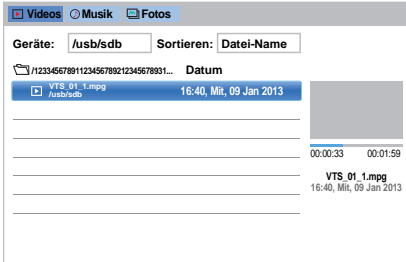 Videos Musik Fotos
Geräte: /usb/sdb Sortieren: Datei-Name
/12334567891123456789212345678931... Datum
VTS_01_1.mpg
/usb/sdb 16:40, Mit, 09 Jan 2013
00:00:33 00:01:59
VTS_01_1.mpg
16:40, Mit, 09 Jan 2013